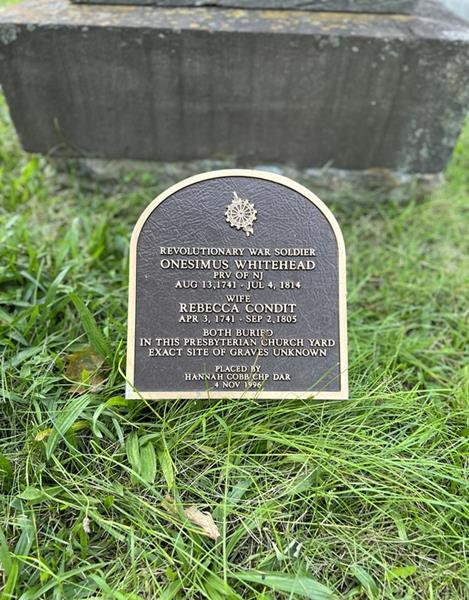 REVOLUTIONARY WAR SOLDIER
ONESIMUS WHITEHEAD
PRV OF NJ
AUG 13,1741 - JUL 4, 1814
WIFE
REBECCA CONDIT
APR 3, 1741 - SEP 2,1805
BOTH BURIED
IN THIS PRESBYTERIAN CHURCH YARD
EXACT SITE OF GRAVES UNKNOWN
PLACED BY
HANNAH COBB CHP DAR
4 NOV 1996